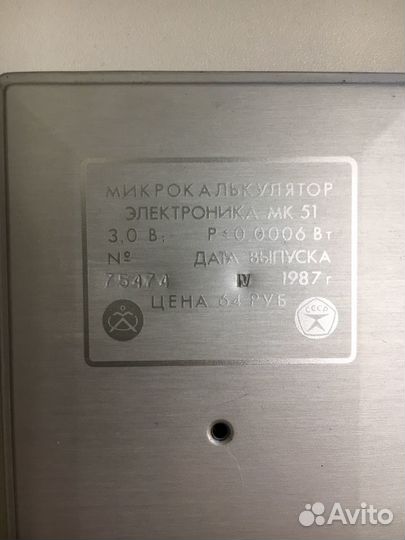 МИКРОКАЛЬКУЛЯТОР
ЭЛЕКТРОНИКА МК 51
3,0 В; Р≤0,0006 Вт
№ ДАТА ВЫПУСКА
75474 IV 1987 г
ЦЕНА 64 РУБ
СССР
Avito